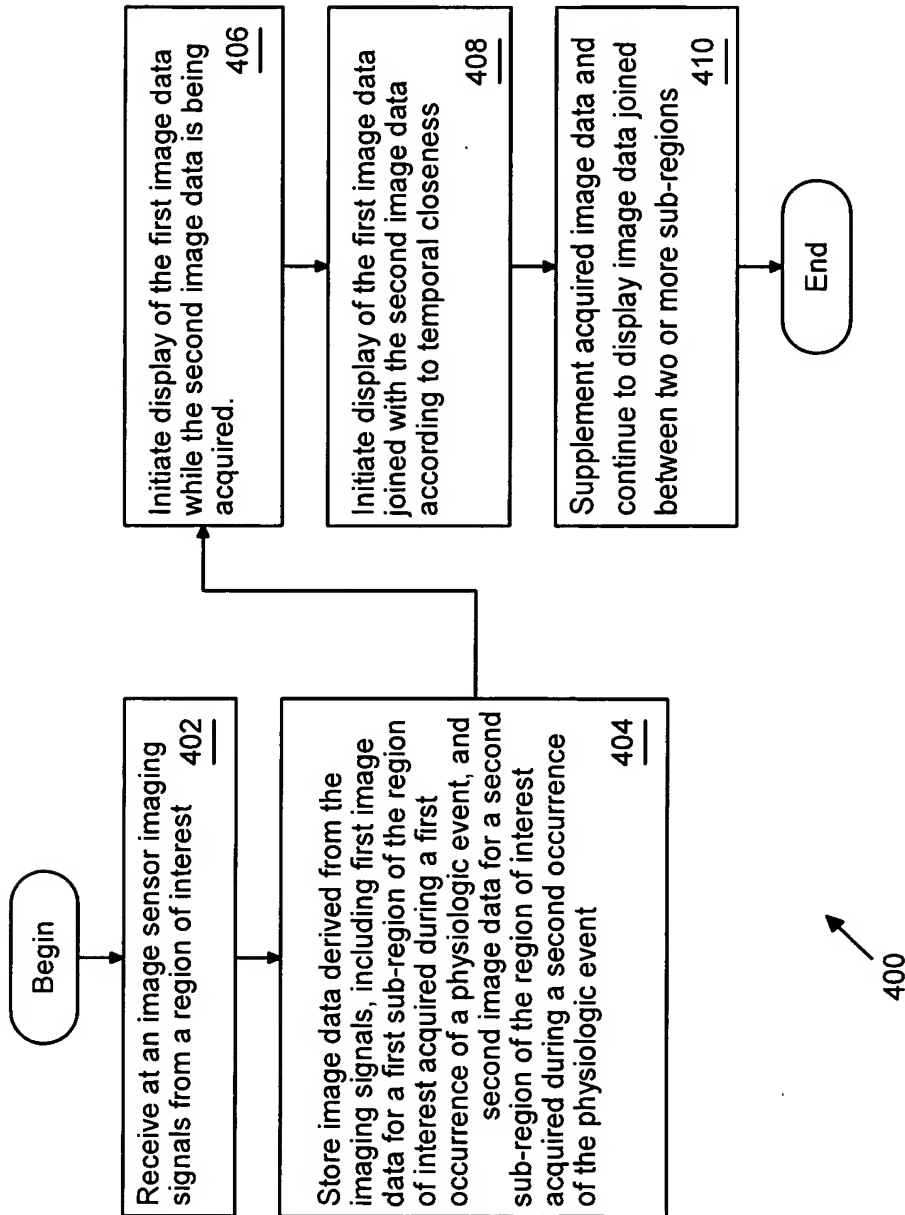 Begin
Receive at an image sensor imaging
signals from a region of interest
402
Store image data derived from the
imaging signals, including first image
data for a first sub-region of the region
of interest acquired during a first
occurrence of a physiologic event, and
second image data for a second
sub-region of the region of interest
acquired during a second occurrence
of the physiologic event
404
Initiate display of the first image data
while the second image data is being
acquired.
406
Initiate display of the first image data
joined with the second image data
according to temporal closeness
408
Supplement acquired image data and
continue to display image data joined
between two or more sub-regions
410
End
400